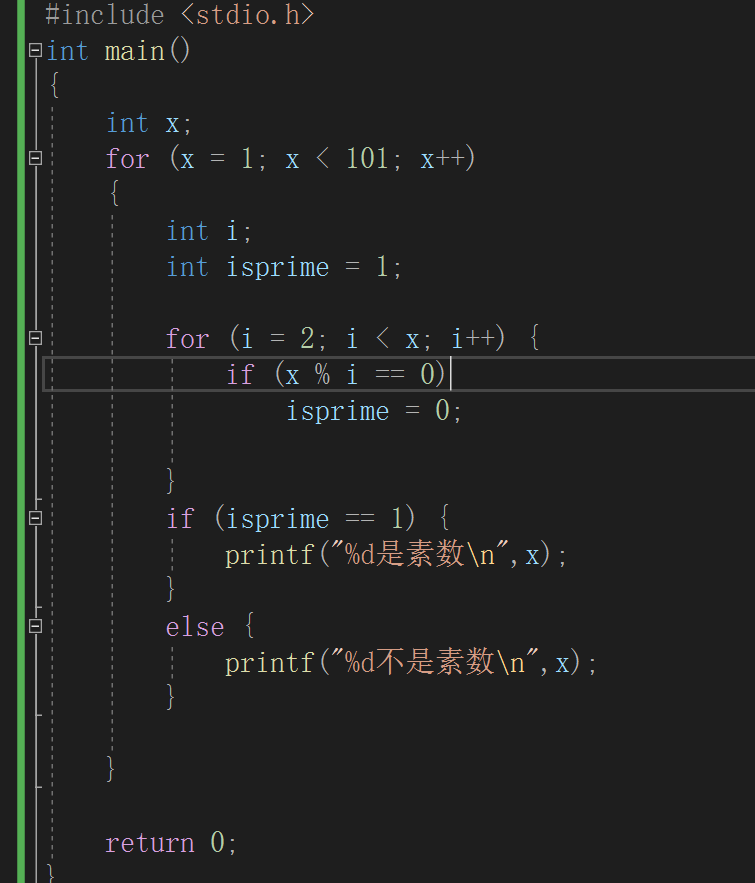 #include <stdio.h>
int main()
{
    int x;
    for (x = 1; x < 101; x++)
    {
        int i;
        int isprime = 1;
        for (i = 2; i < x; i++) {
            if (x % i == 0)
                isprime = 0;
        }
        if (isprime == 1) {
            printf("%d是素数\n",x);
        }
        else {
            printf("%d不是素数\n",x);
        }
    }
    return 0;
}